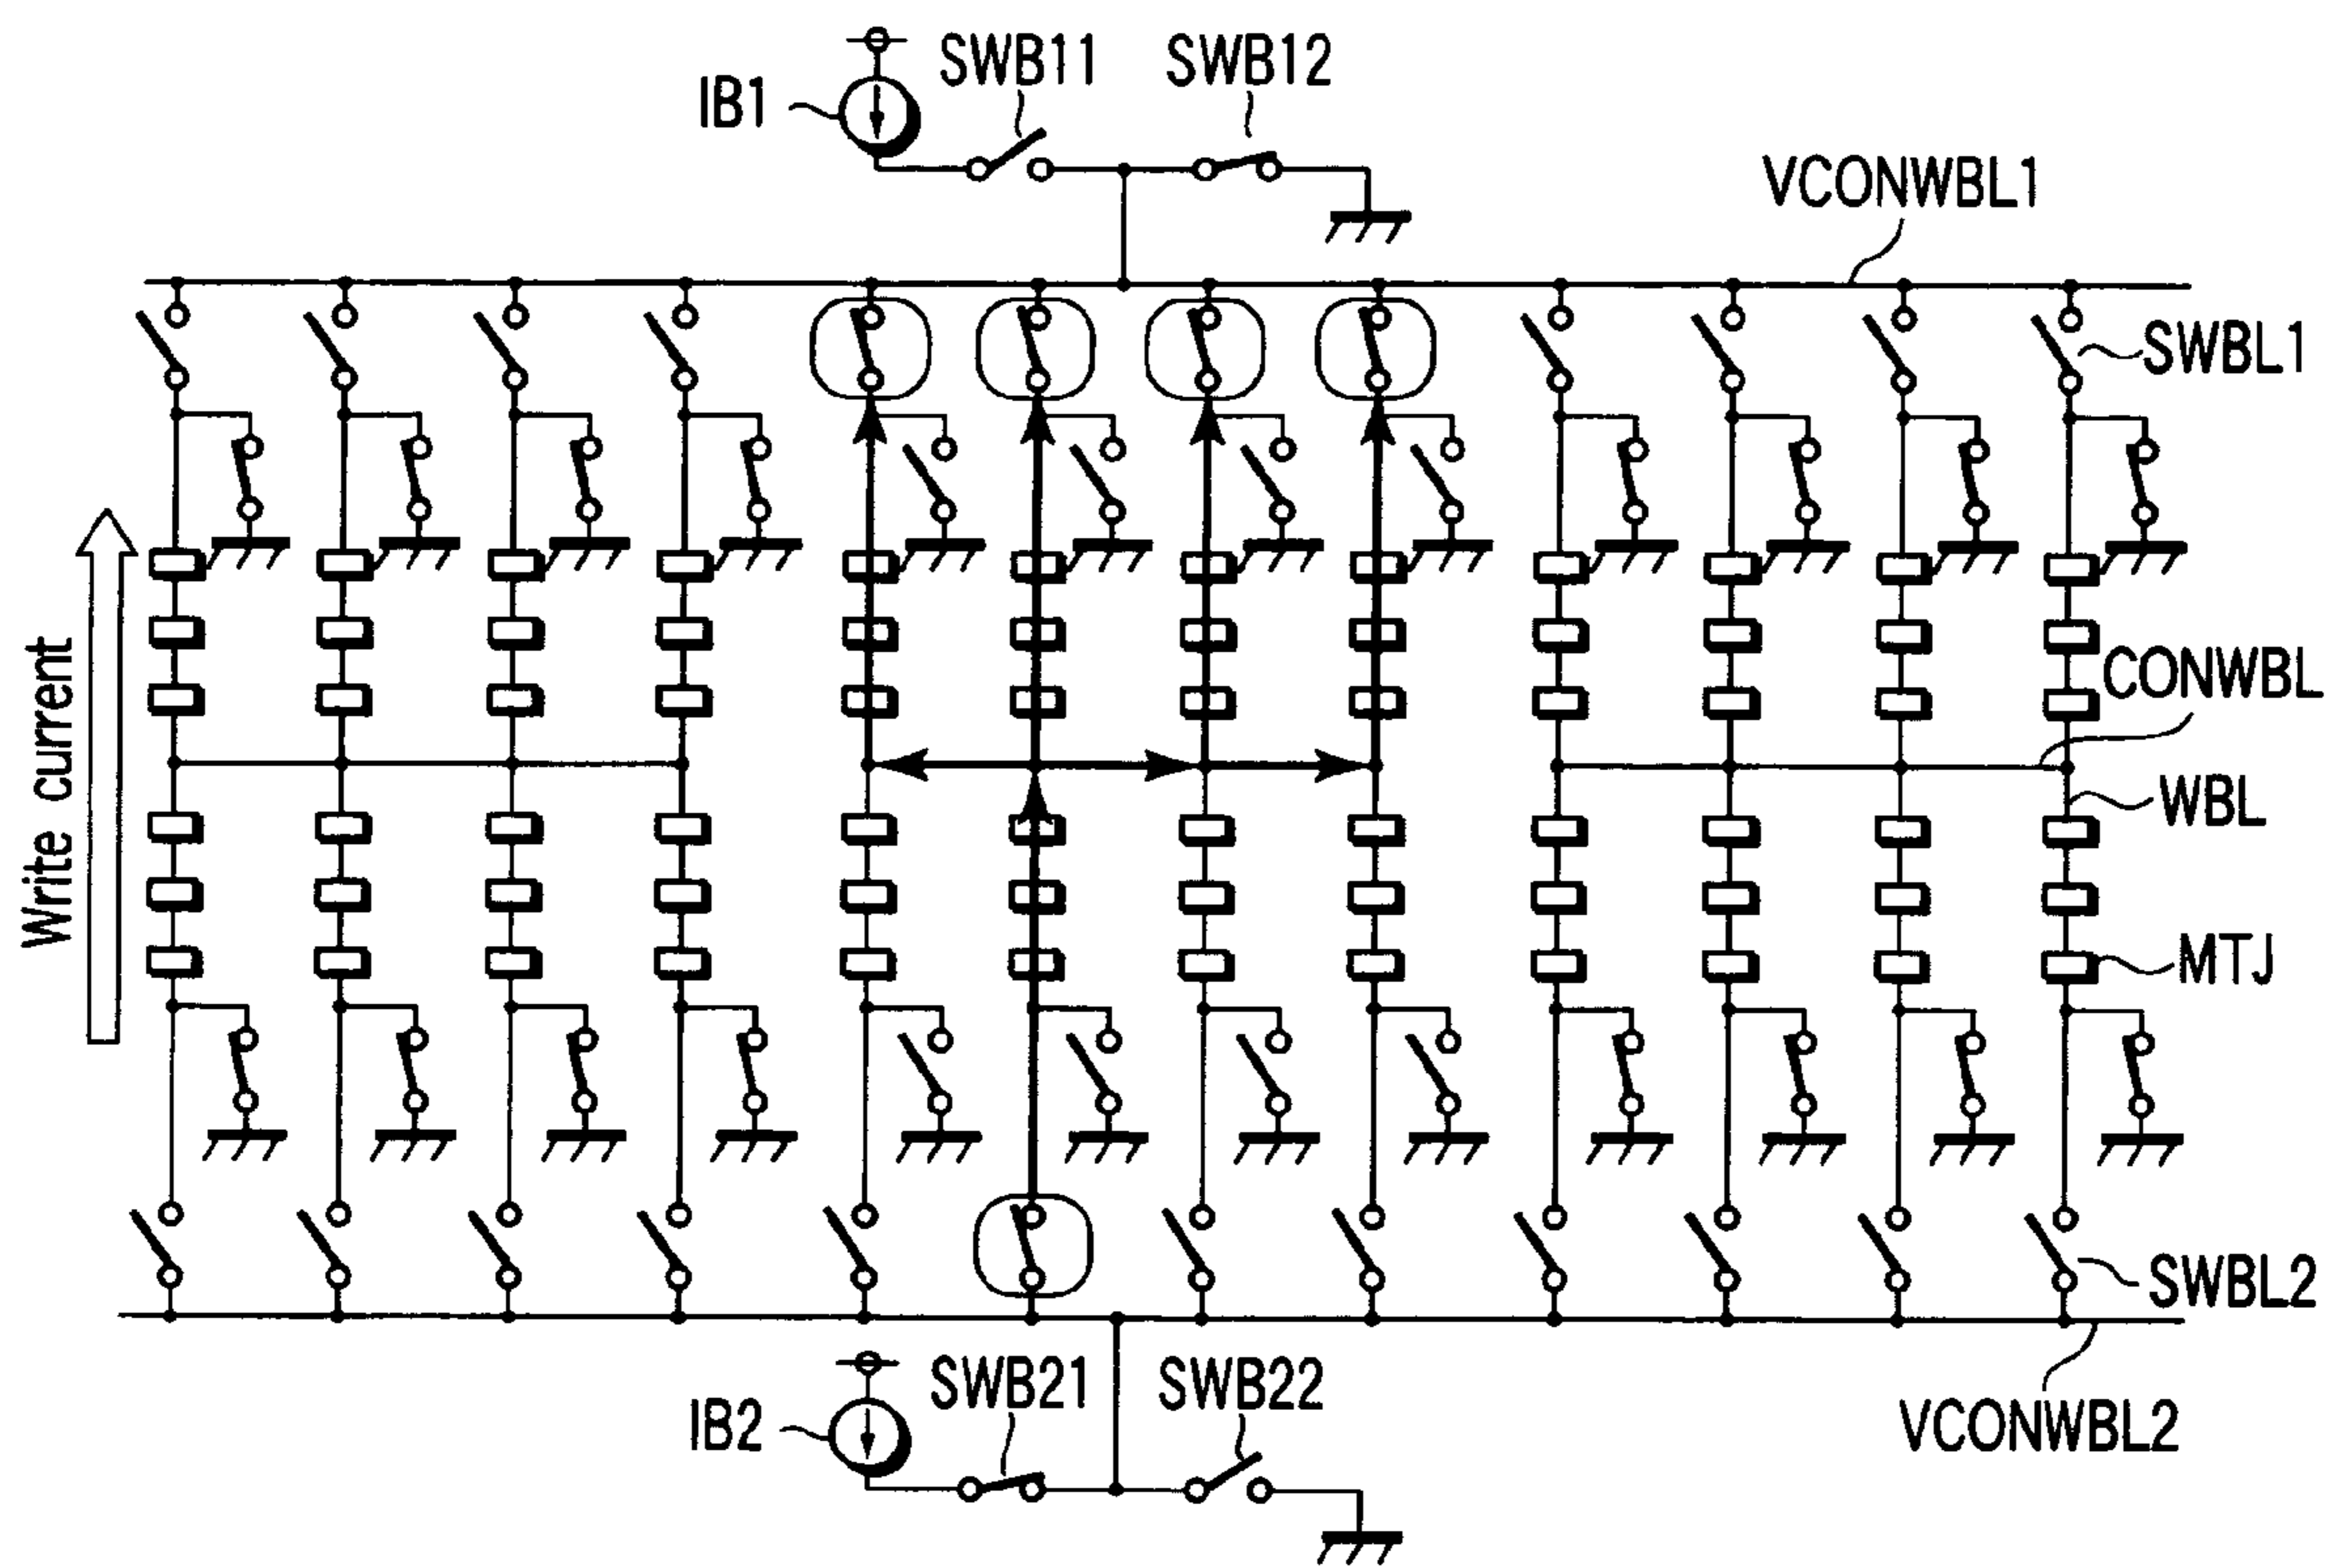 SWB11
SWB12
IB1
VCONWBL1
SWBL1
Write current
CONWBL
WBL
MTJ
SWBL2
SWB21
SWB22
IB2
VCONWBL2